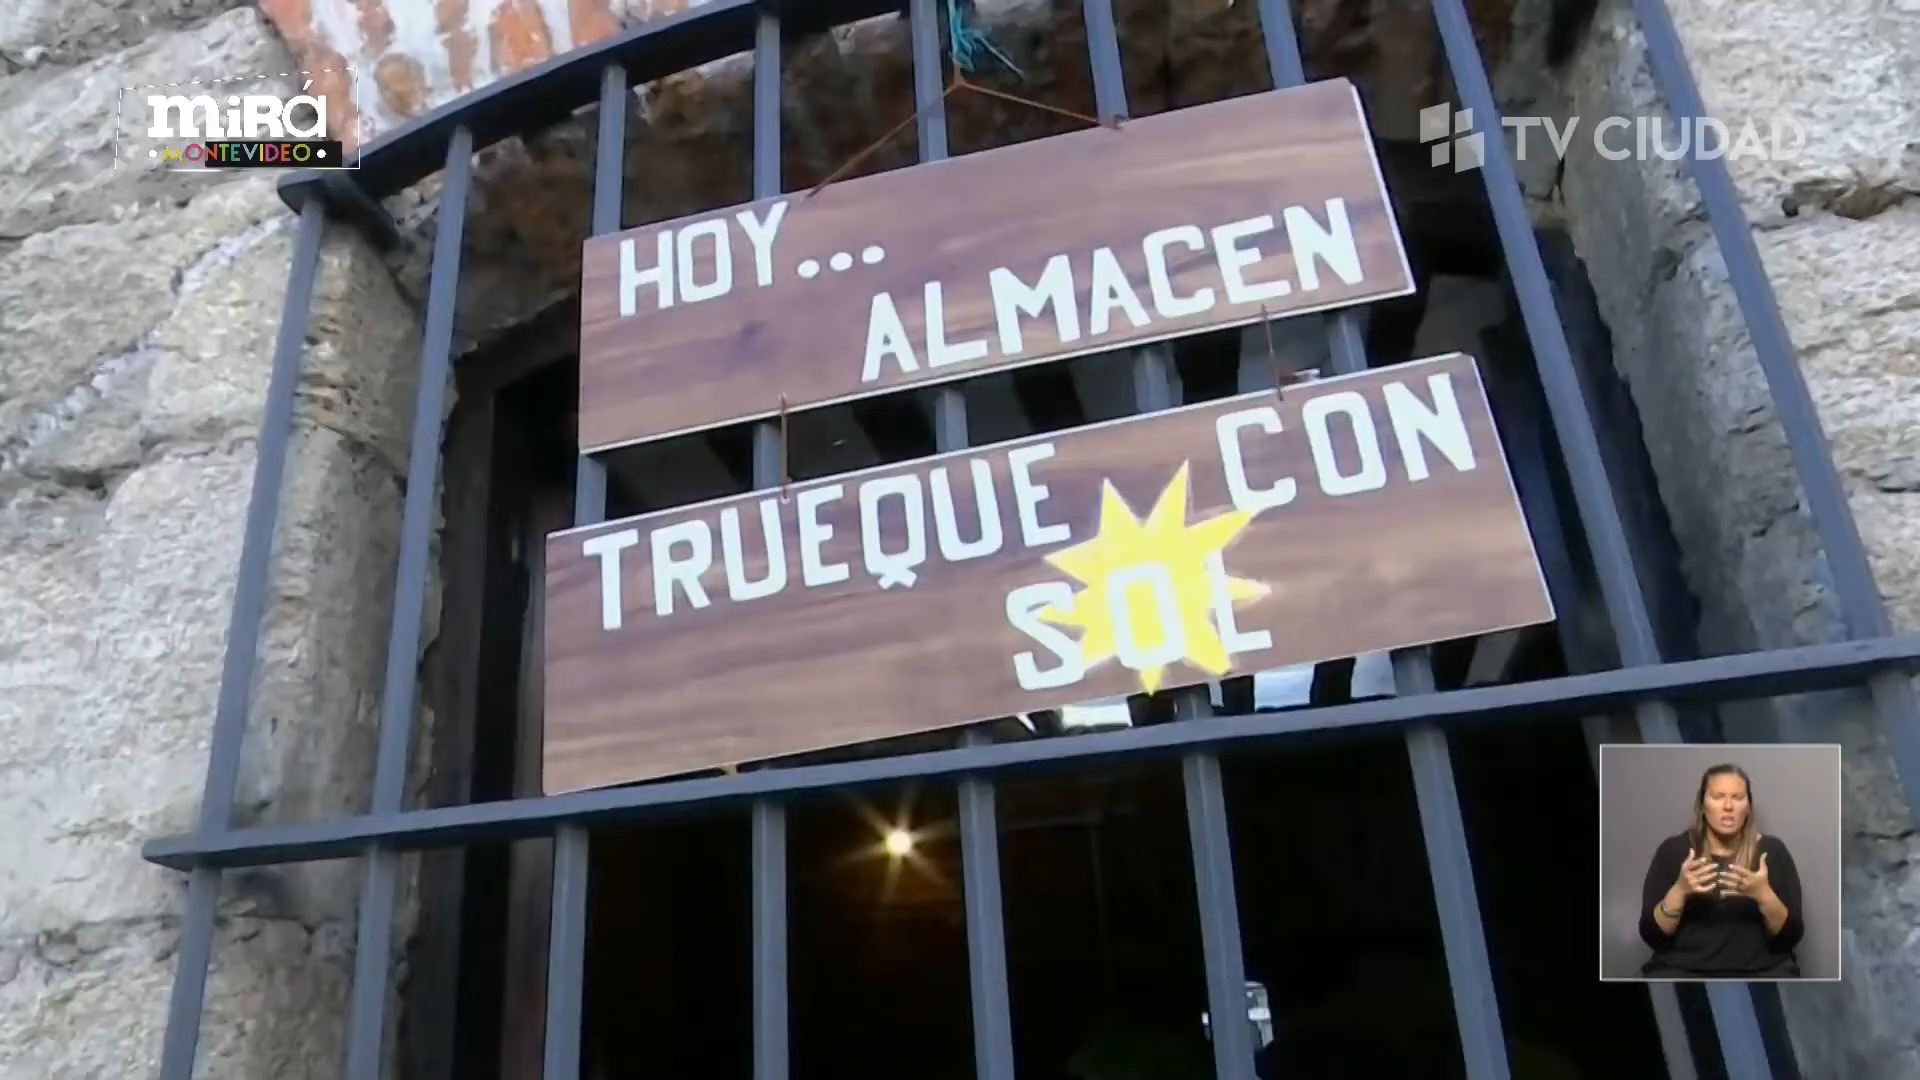 MIRÁ
• MONTEVIDEO •
TV CIUDAD
HOY...
ALMACEN
TRUEQUE CON
SOL